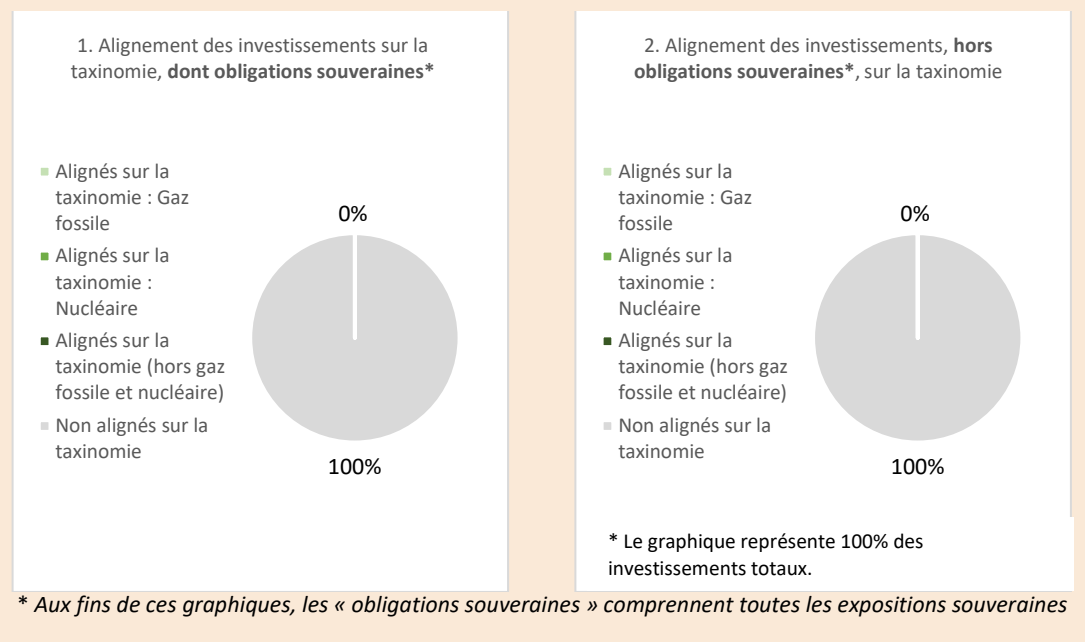 1. Alignement des investissements sur la
taxinomie, dont obligations souveraines*
Alignés sur la
taxinomie : Gaz
fossile
Alignés sur la
taxinomie :
Nucléaire
Alignés sur la
taxinomie (hors gaz
fossile et nucléaire)
Non alignés sur la
taxinomie
0%
100%
2. Alignement des investissements, hors
obligations souveraines*, sur la taxinomie
Alignés sur la
taxinomie : Gaz
fossile
Alignés sur la
taxinomie :
Nucléaire
Alignés sur la
taxinomie (hors gaz
fossile et nucléaire)
Non alignés sur la
taxinomie
0%
100%
* Le graphique représente 100% des
investissements totaux.
* Aux fins de ces graphiques, les « obligations souveraines » comprennent toutes les expositions souveraines